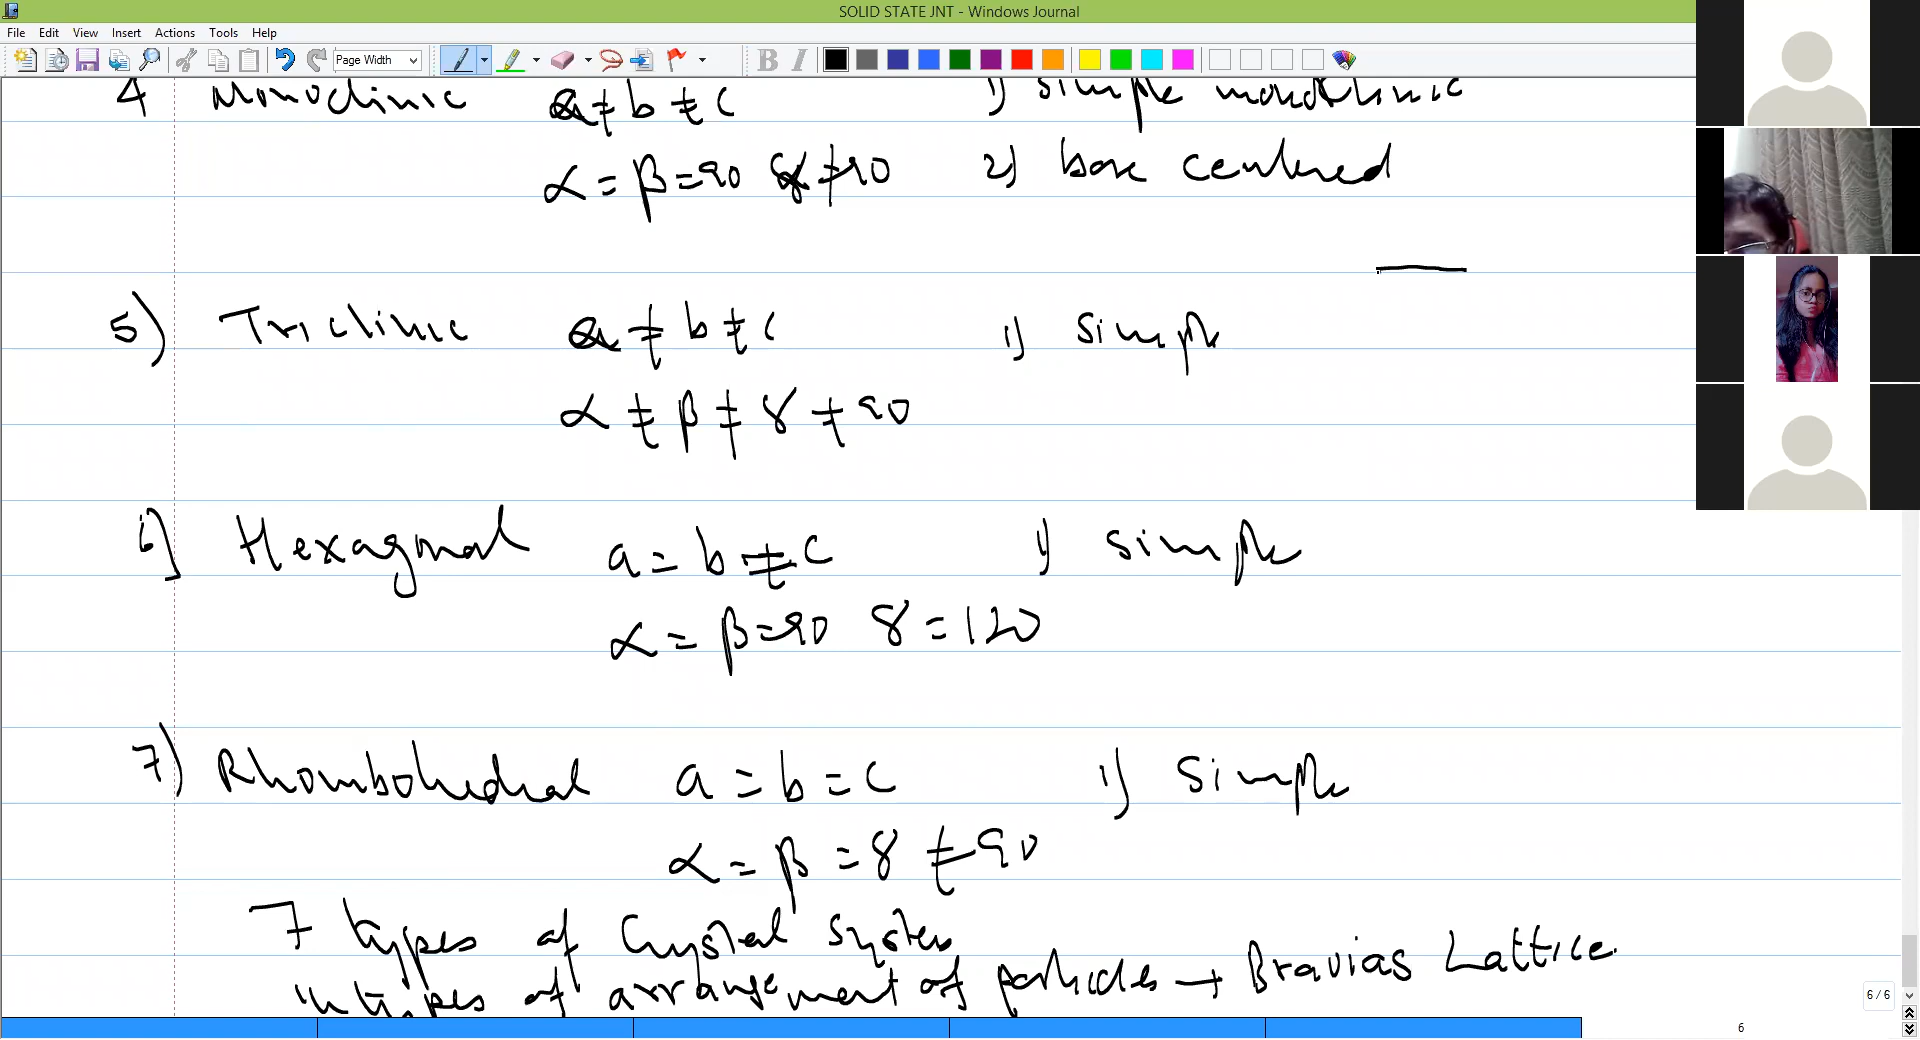 SOLID STATE JNT - Windows Journal
File Edit View Insert Actions Tools Help
Page Width
B I
4 Monoclinic a ≠ b ≠ c 1) simple monoclinic
α = β = 90 γ ≠ 90 2) base centered
5) Triclinic a ≠ b ≠ c 1) simple
α ≠ β ≠ γ ≠ 90
6] Hexagonal a = b ≠ c 1) simple
α = β = 90 γ = 120
7) Rhombohedral a = b = c 1) simple
α = β = γ ≠ 90
7 types of Crystal System
14 types of arrangement of particles → Bravias Lattice.
6 / 6
6